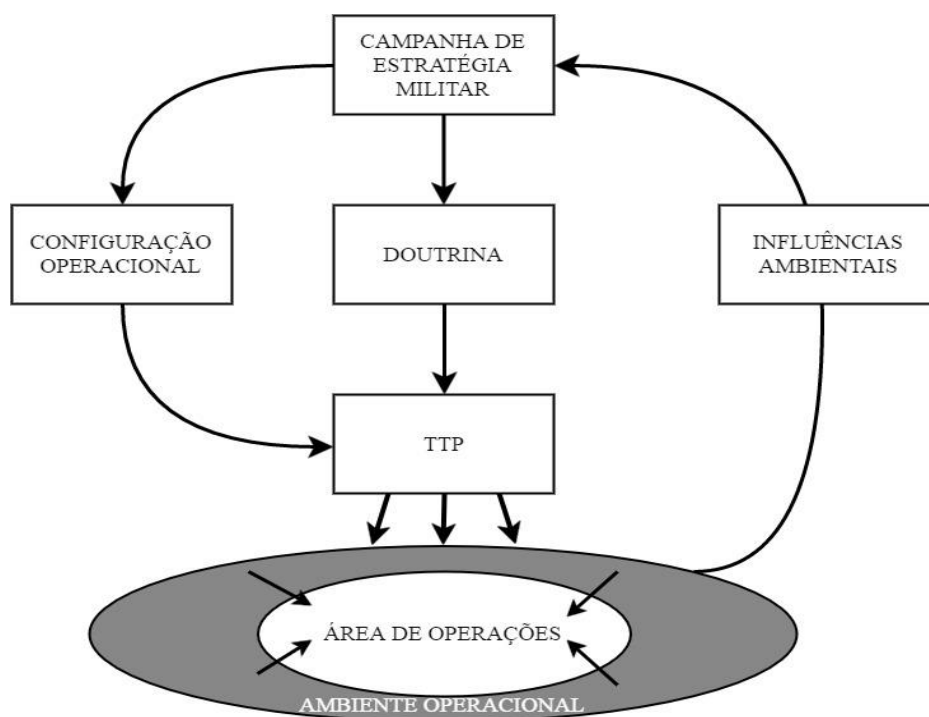 CAMPANHA DE
ESTRATÉGIA
MILITAR
CONFIGURAÇÃO
OPERACIONAL
DOUTRINA
INFLUÊNCIAS
AMBIENTAIS
TTP
ÁREA DE OPERAÇÕES
AMBIENTE OPERACIONAL